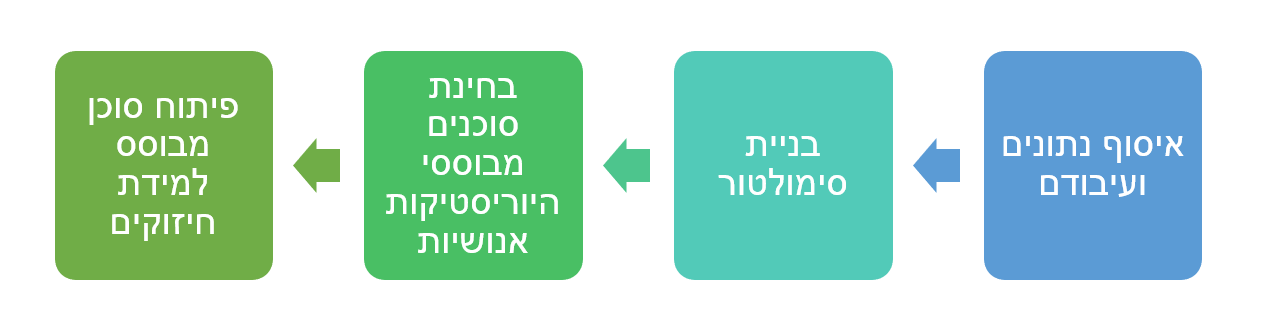 איסוף נתונים
ועיבודם
בניית
סימולטור
בחינת
סוכנים
מבוססי
היוריסטיקות
אנושיות
פיתוח סוכן
מבוסס
למידת
חיזוקים